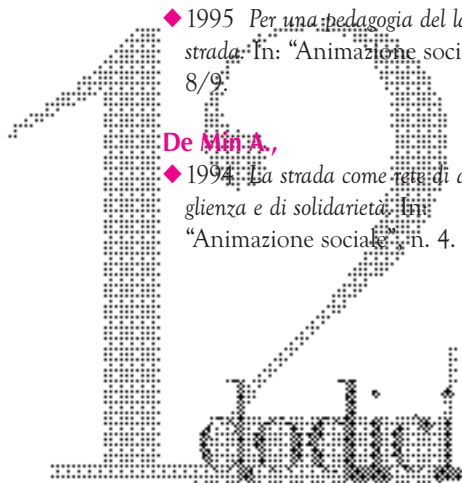 ◆ 1995 Per una pedagogia del la
strada. In: “Animazione soci
8/9.
De Min A.,
◆ 1994 La strada come rete di a
glienza e di solidarietà. In:
“Animazione sociale”, n. 4.
12
dodici